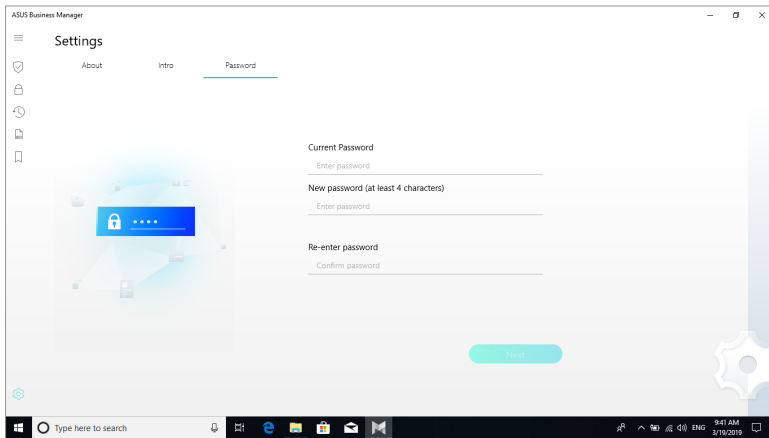 ASUS Business Manager
Settings
About Intro Password
Current Password
Enter password
New password (at least 4 characters)
Enter password
Re-enter password
Confirm password
Next
Type here to search
ENG
9:41 AM
3/19/2019